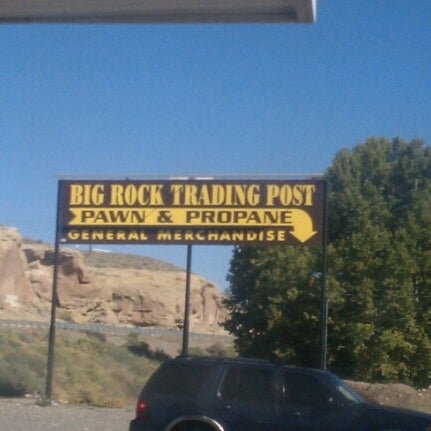 BIG ROCK TRADING POST
PAWN & PROPANE
GENERAL MERCHANDISE